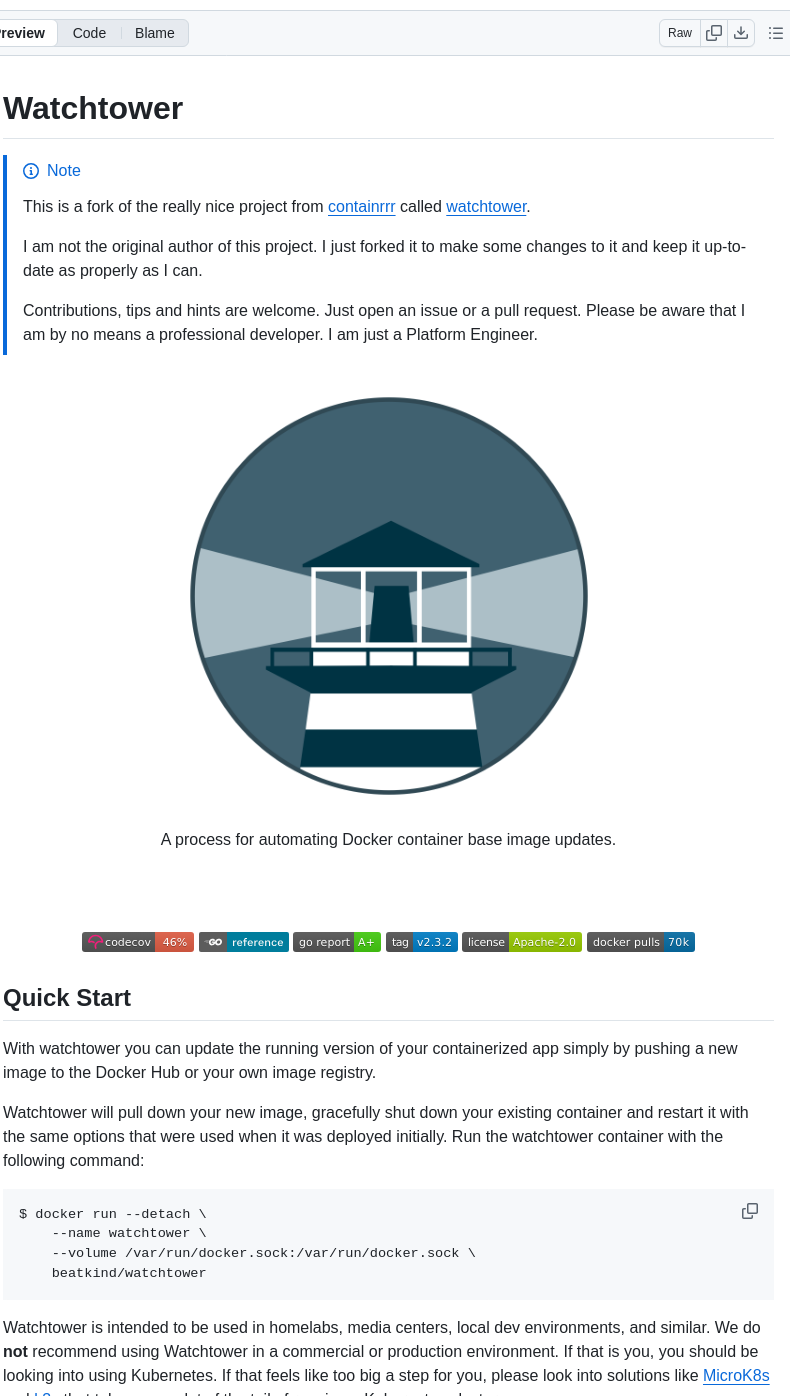 Preview Code Blame Raw
Watchtower
Note
This is a fork of the really nice project from containrrr called watchtower.
I am not the original author of this project. I just forked it to make some changes to it and keep it up-to-
date as properly as I can.
Contributions, tips and hints are welcome. Just open an issue or a pull request. Please be aware that I
am by no means a professional developer. I am just a Platform Engineer.
A process for automating Docker container base image updates.
codecov 46% GO reference go report A+ tag v2.3.2 license Apache-2.0 docker pulls 70k
Quick Start
With watchtower you can update the running version of your containerized app simply by pushing a new
image to the Docker Hub or your own image registry.
Watchtower will pull down your new image, gracefully shut down your existing container and restart it with
the same options that were used when it was deployed initially. Run the watchtower container with the
following command:
$ docker run --detach \
--name watchtower \
--volume /var/run/docker.sock:/var/run/docker.sock \
beatkind/watchtower
Watchtower is intended to be used in homelabs, media centers, local dev environments, and similar. We do
not recommend using Watchtower in a commercial or production environment. If that is you, you should be
looking into using Kubernetes. If that feels like too big a step for you, please look into solutions like MicroK8s